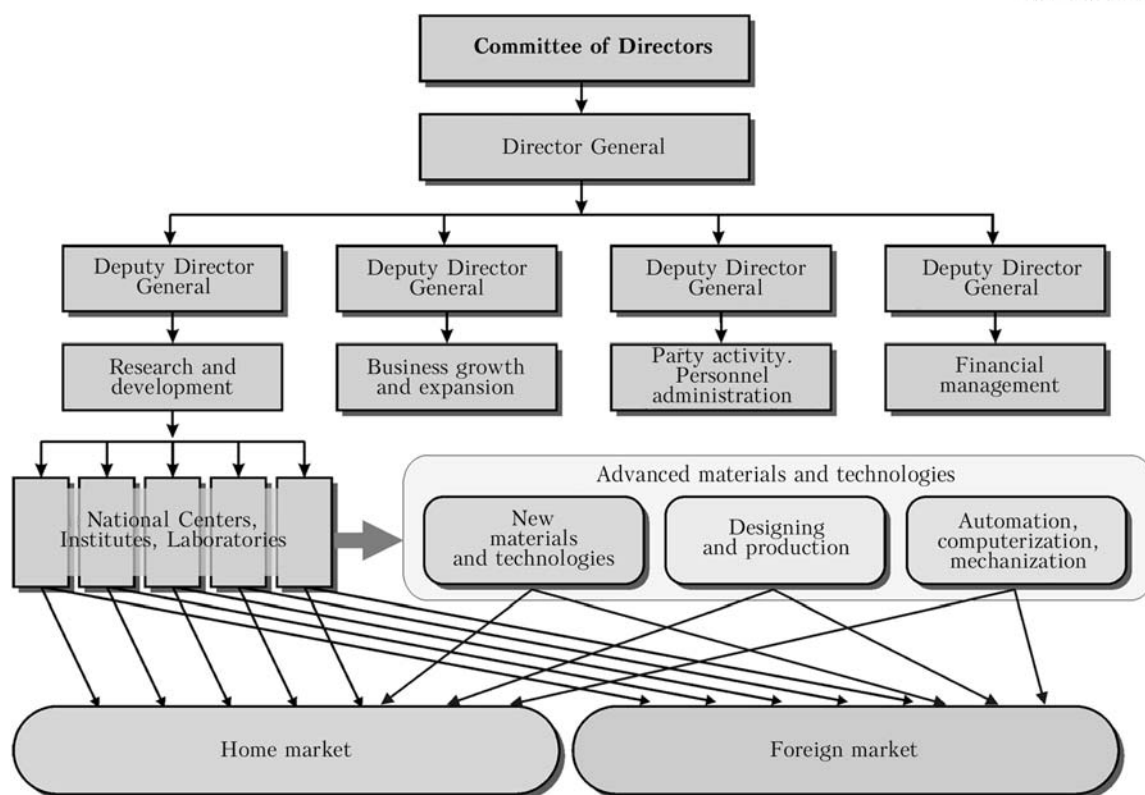 Committee of Directors
Director General
Deputy Director
General
Deputy Director
General
Deputy Director
General
Deputy Director
General
Research and
development
Business growth
and expansion
Party activity.
Personnel
administration
Financial
management
National Centers,
Institutes, Laboratories
Advanced materials and technologies
New
materials
and technologies
Designing
and production
Automation,
computerization,
mechanization
Home market
Foreign market